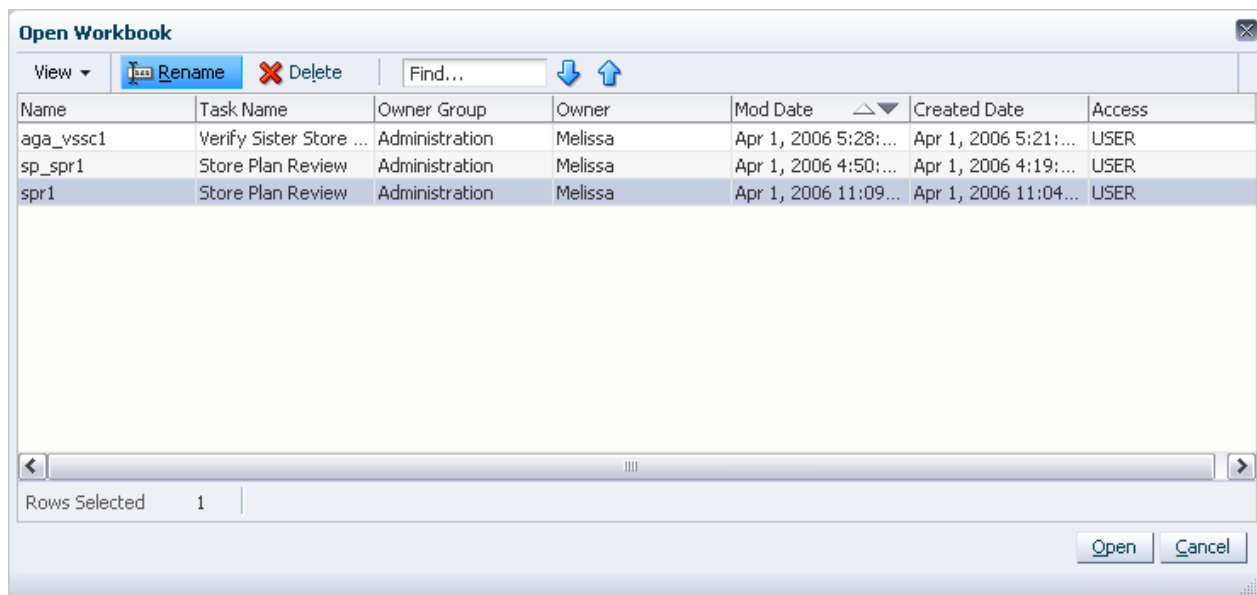 Open Workbook
View Rename Delete Find...
Name Task Name Owner Group Owner Mod Date Created Date Access
aga_vssc1 Verify Sister Store ... Administration Melissa Apr 1, 2006 5:28:... Apr 1, 2006 5:21:... USER
sp_spr1 Store Plan Review Administration Melissa Apr 1, 2006 4:50:... Apr 1, 2006 4:19:... USER
spr1 Store Plan Review Administration Melissa Apr 1, 2006 11:09... Apr 1, 2006 11:04... USER
Rows Selected 1
Open Cancel